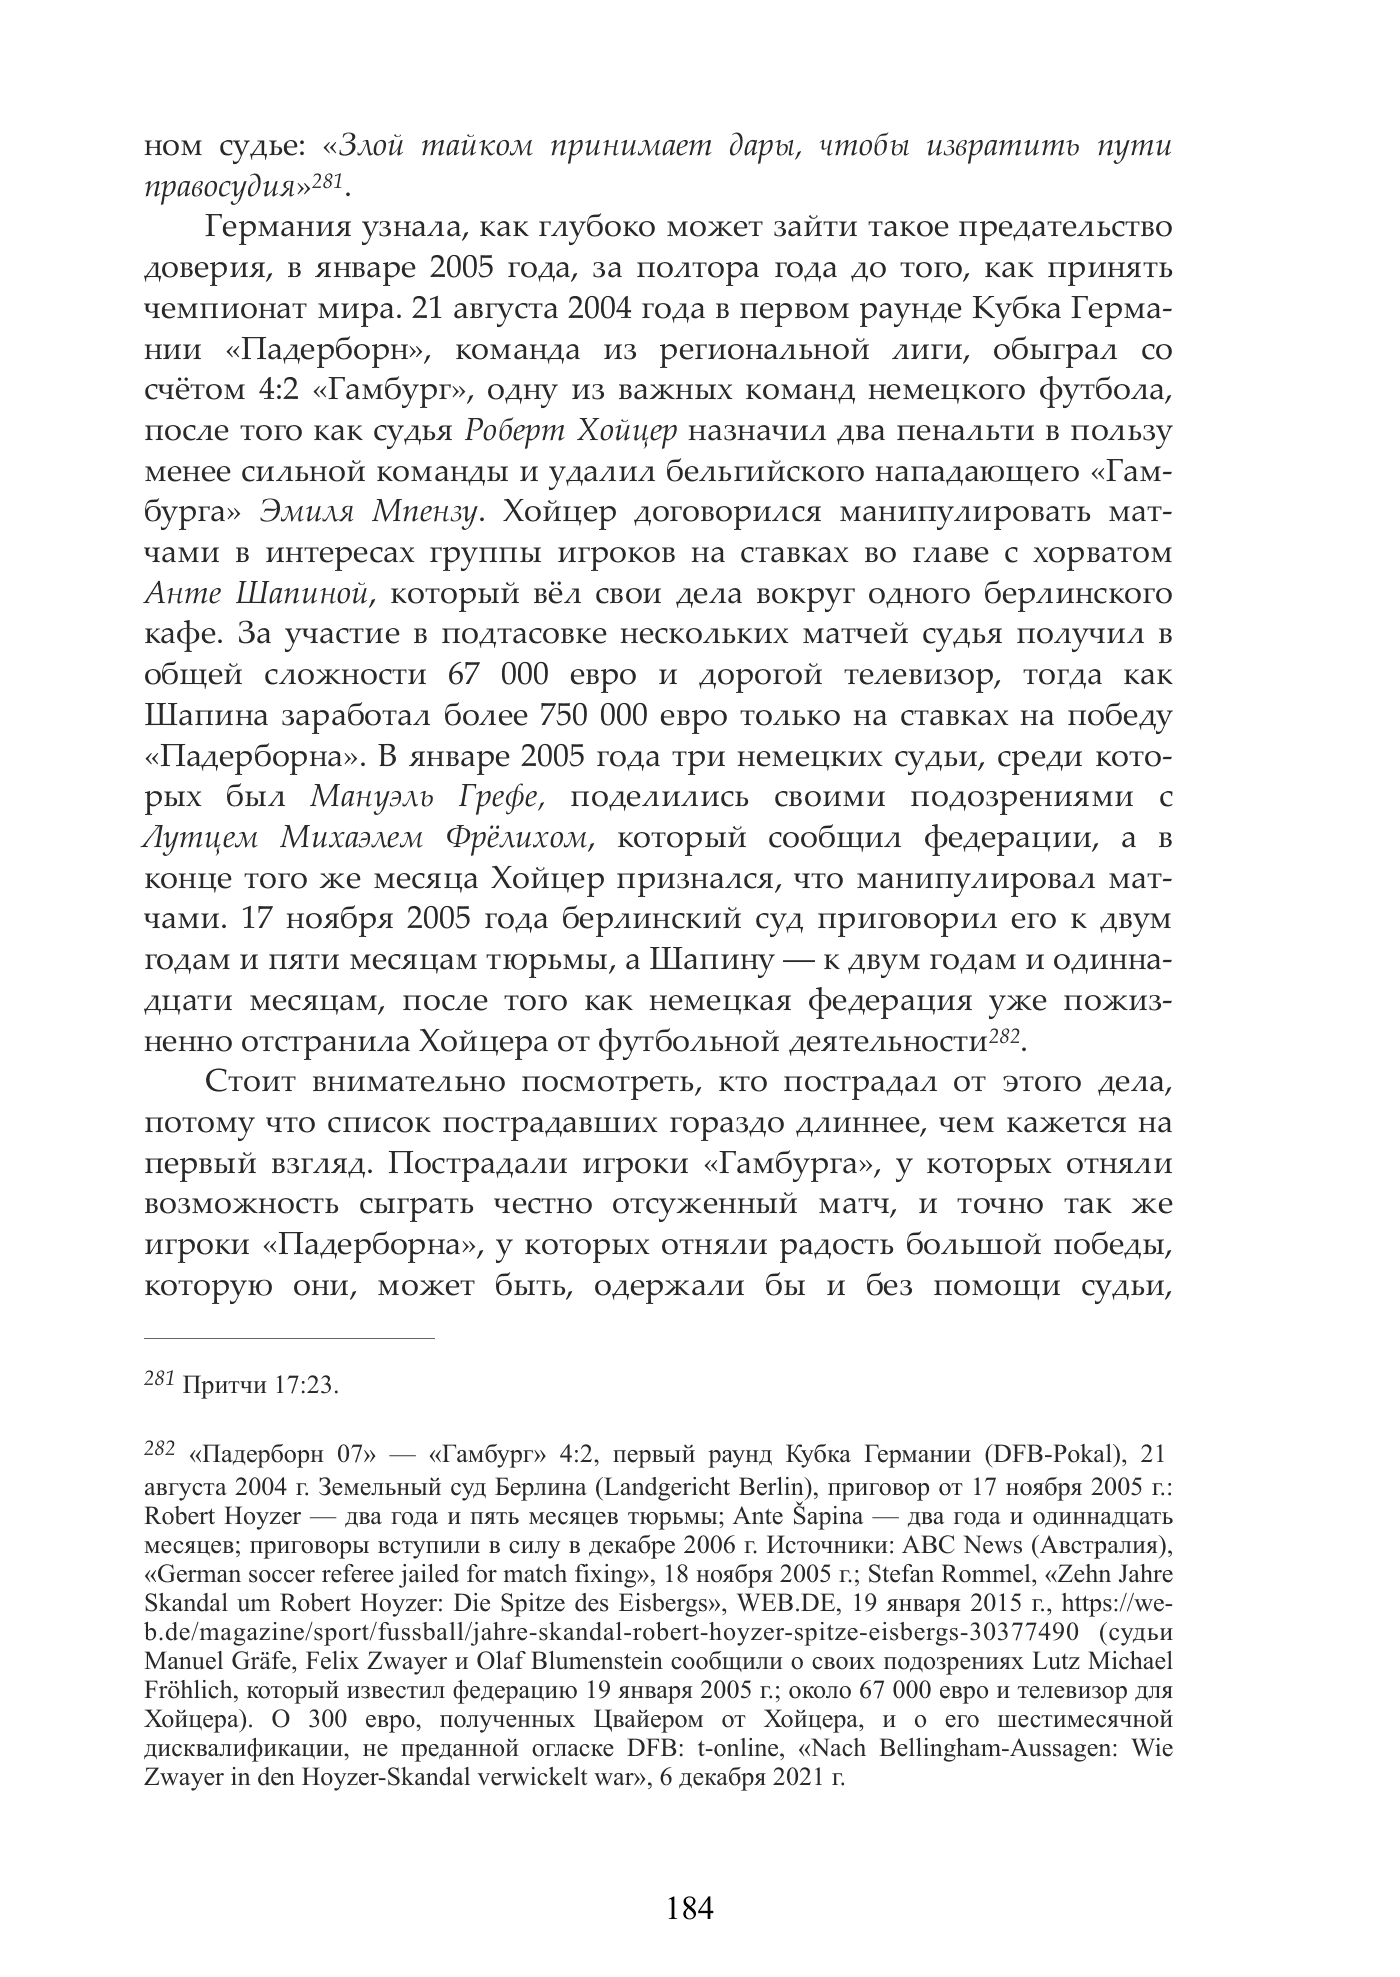 ном судье: «Злой тайком принимает дары, чтобы извратить пути
правосудия»281.
Германия узнала, как глубоко может зайти такое предательство
доверия, в январе 2005 года, за полтора года до того, как принять
чемпионат мира. 21 августа 2004 года в первом раунде Кубка Герма-
нии «Падерборн», команда из региональной лиги, обыграл со
счётом 4:2 «Гамбург», одну из важных команд немецкого футбола,
после того как судья Роберт Хойцер назначил два пенальти в пользу
менее сильной команды и удалил бельгийского нападающего «Гам-
бурга» Эмиля Мпензу. Хойцер договорился манипулировать мат-
чами в интересах группы игроков на ставках во главе с хорватом
Анте Шапиной, который вёл свои дела вокруг одного берлинского
кафе. За участие в подтасовке нескольких матчей судья получил в
общей сложности 67 000 евро и дорогой телевизор, тогда как
Шапина заработал более 750 000 евро только на ставках на победу
«Падерборна». В январе 2005 года три немецких судьи, среди кото-
рых был Мануэль Грефе, поделились своими подозрениями с
Лутцем Михаэлем Фрёлихом, который сообщил федерации, а в
конце того же месяца Хойцер признался, что манипулировал мат-
чами. 17 ноября 2005 года берлинский суд приговорил его к двум
годам и пяти месяцам тюрьмы, а Шапину — к двум годам и одинна-
дцати месяцам, после того как немецкая федерация уже пожиз-
ненно отстранила Хойцера от футбольной деятельности282.
Стоит внимательно посмотреть, кто пострадал от этого дела,
потому что список пострадавших гораздо длиннее, чем кажется на
первый взгляд. Пострадали игроки «Гамбурга», у которых отняли
возможность сыграть честно отсуженный матч, и точно так же
игроки «Падерборна», у которых отняли радость большой победы,
которую они, может быть, одержали бы и без помощи судьи,
281 Притчи 17:23.
282 «Падерборн 07» — «Гамбург» 4:2, первый раунд Кубка Германии (DFB-Pokal), 21
августа 2004 г. Земельный суд Берлина (Landgericht Berlin), приговор от 17 ноября 2005 г.:
Robert Hoyzer — два года и пять месяцев тюрьмы; Ante Šapina — два года и одиннадцать
месяцев; приговоры вступили в силу в декабре 2006 г. Источники: ABC News (Австралия),
«German soccer referee jailed for match fixing», 18 ноября 2005 г.; Stefan Rommel, «Zehn Jahre
Skandal um Robert Hoyzer: Die Spitze des Eisbergs», WEB.DE, 19 января 2015 г., https://we-
b.de/magazine/sport/fussball/jahre-skandal-robert-hoyzer-spitze-eisbergs-30377490 (судьи
Manuel Gräfe, Felix Zwayer и Olaf Blumenstein сообщили о своих подозрениях Lutz Michael
Fröhlich, который известил федерацию 19 января 2005 г.; около 67 000 евро и телевизор для
Хойцера). О 300 евро, полученных Цвайером от Хойцера, и о его шестимесячной
дисквалификации, не преданной огласке DFB: t-online, «Nach Bellingham-Aussagen: Wie
Zwayer in den Hoyzer-Skandal verwickelt war», 6 декабря 2021 г.
184